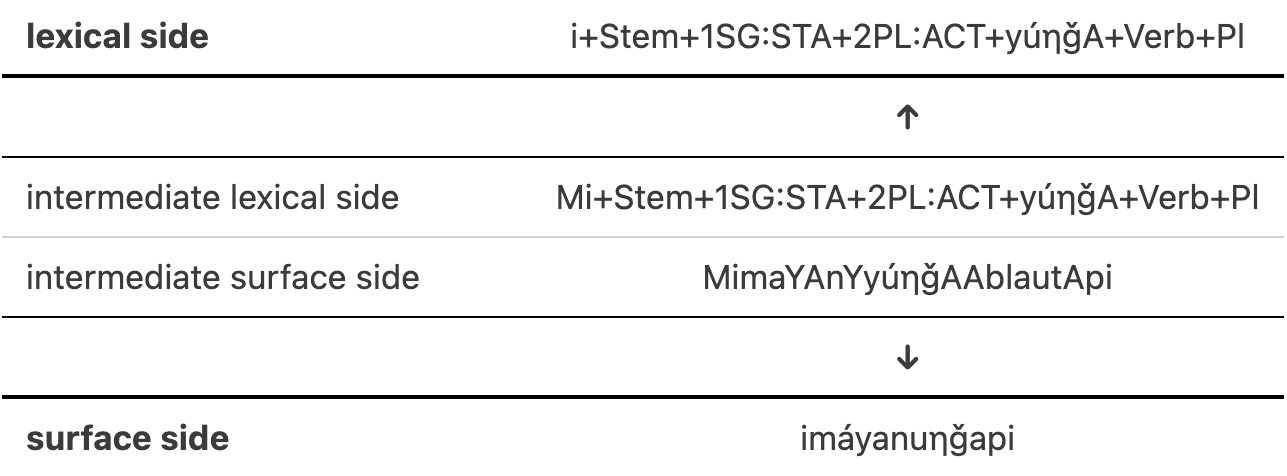 lexical side i+Stem+1SG:STA+2PL:ACT+yúŋǧA+Verb+Pl
↑
intermediate lexical side Mi+Stem+1SG:STA+2PL:ACT+yúŋǧA+Verb+Pl
intermediate surface side MimaYAnYyúŋǧAAblautApi
↓
surface side imáyanuŋǧapi